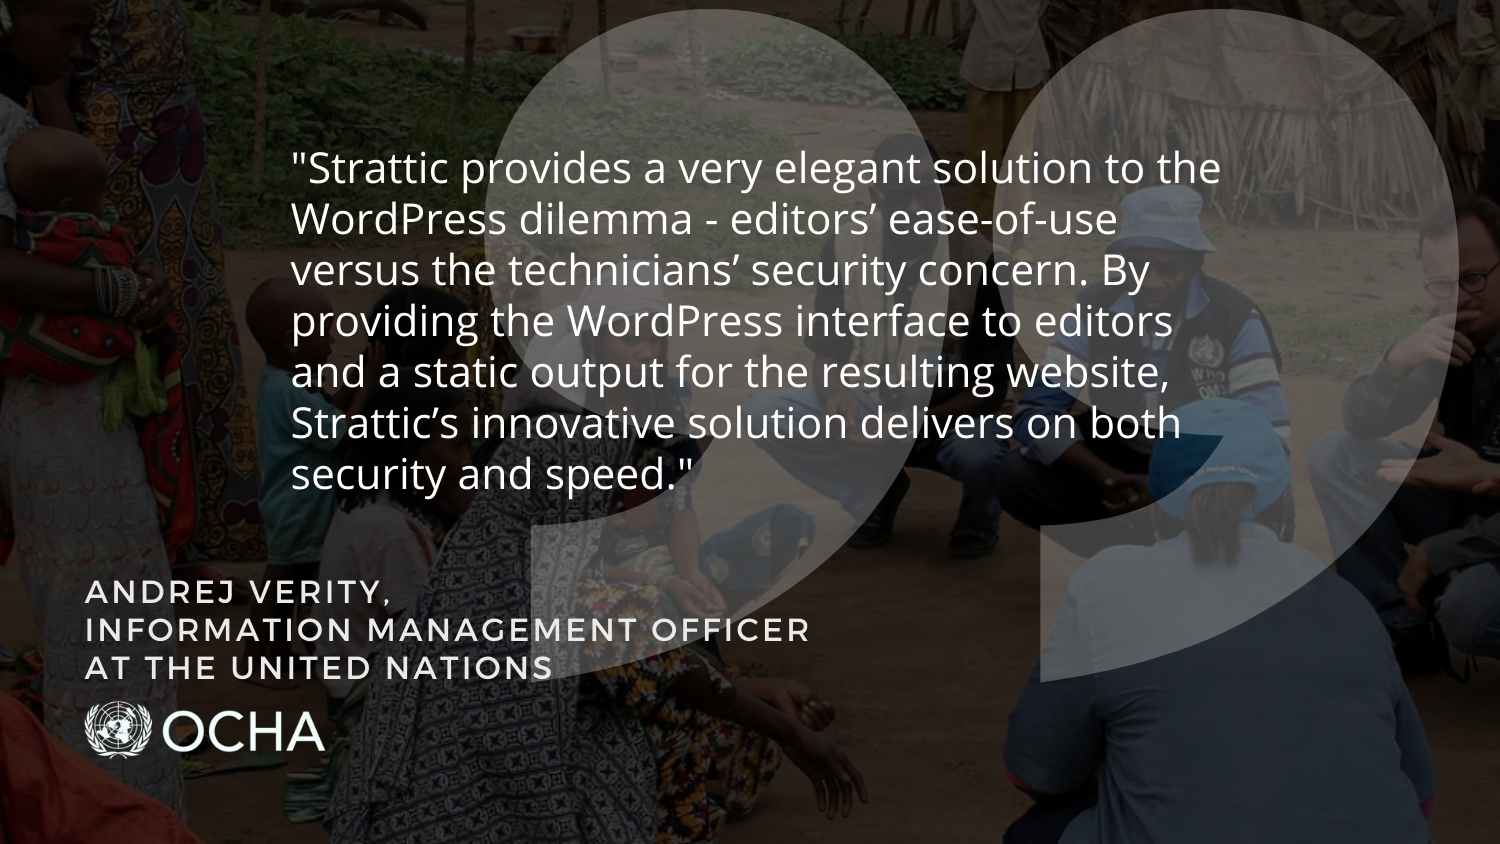 "Strattic provides a very elegant solution to the
WordPress dilemma - editors’ ease-of-use
versus the technicians’ security concern. By
providing the WordPress interface to editors
and a static output for the resulting website,
Strattic’s innovative solution delivers on both
security and speed."
ANDREJ VERITY,
INFORMATION MANAGEMENT OFFICER
AT THE UNITED NATIONS
OCHA